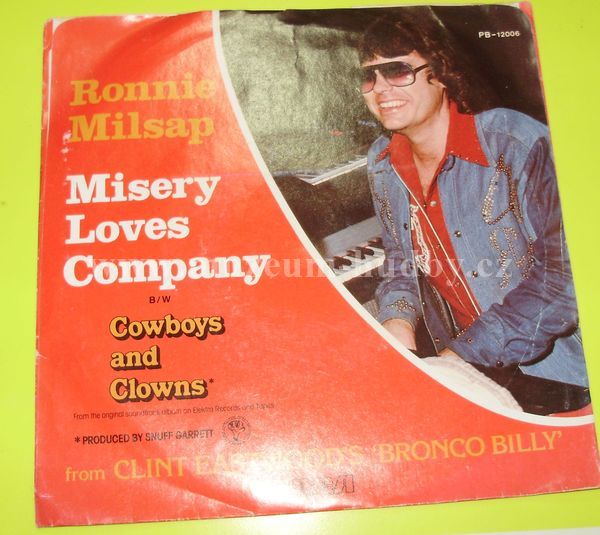 PB-12006
Ronnie
Milsap
Misery
Loves
Company
B/W
Cowboys
and
Clowns*
From the original soundtrack album on Elektra Records and Tapes
* PRODUCED BY SNUFF GARRETT
from CLINT EASTWOOD'S 'BRONCO BILLY'